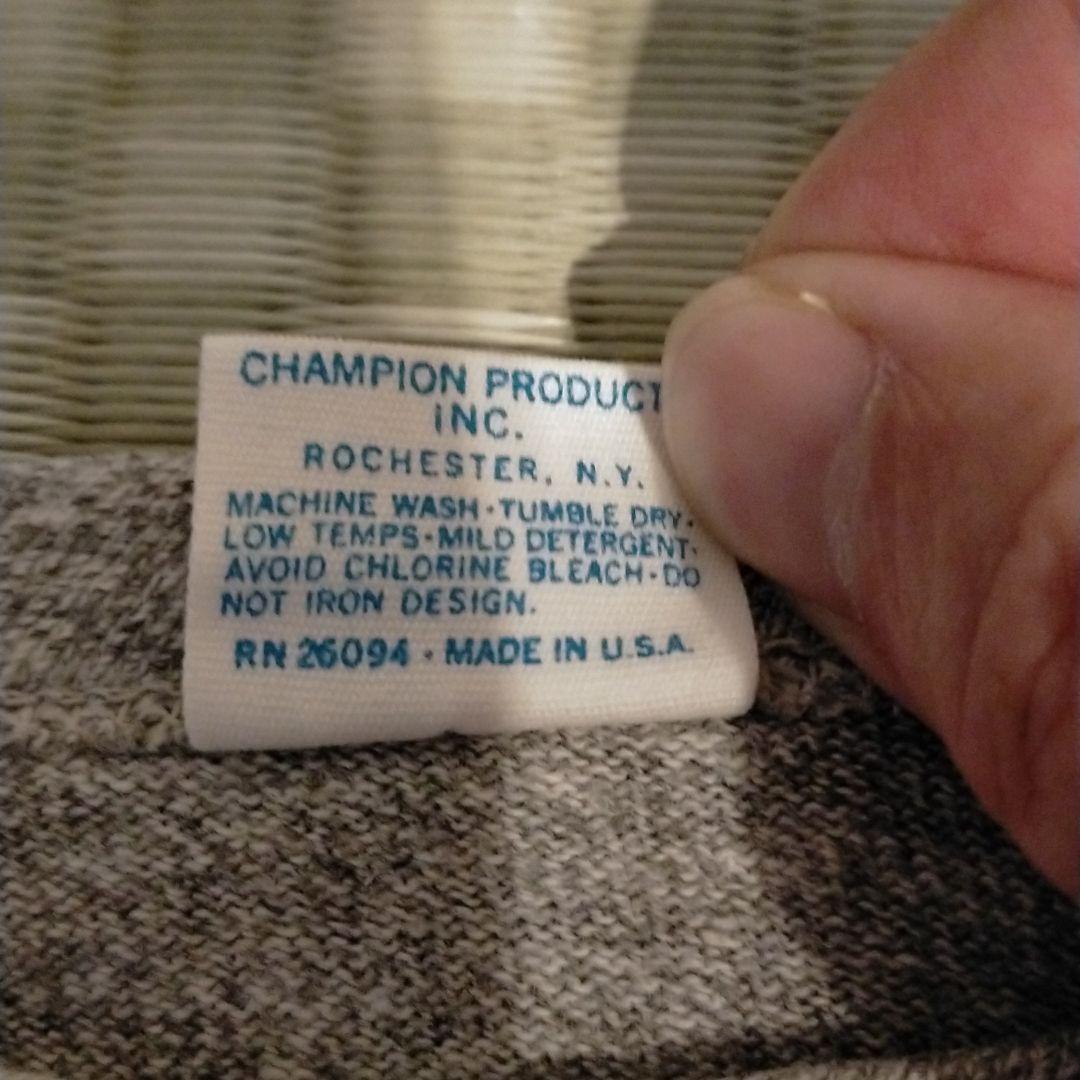 CHAMPION PRODUCT
INC.
ROCHESTER, N.Y.
MACHINE WASH·TUMBLE DRY·
LOW TEMPS·MILD DETERGENT·
AVOID CHLORINE BLEACH·DO
NOT IRON DESIGN.
RN 26094 · MADE IN U.S.A.